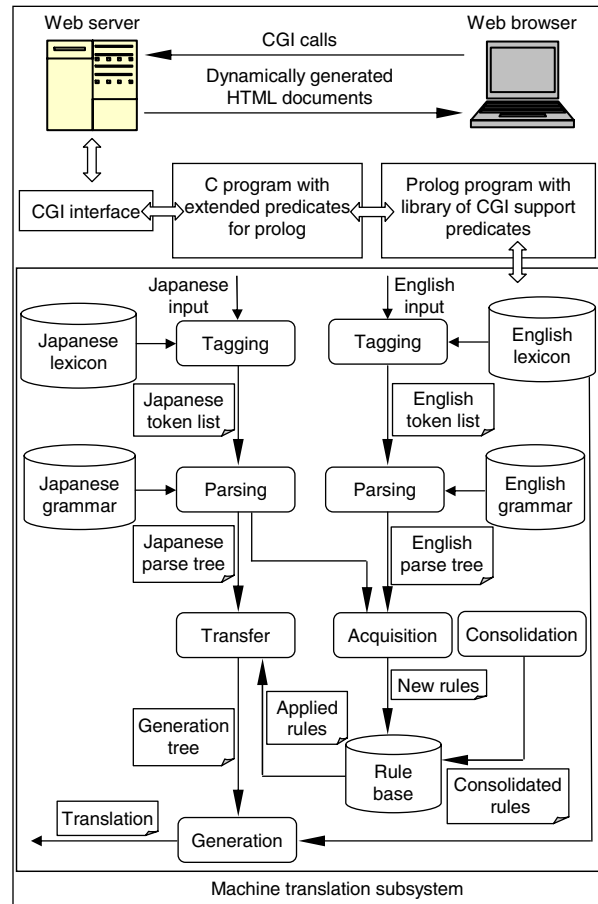 Web server
Web browser
CGI calls
Dynamically generated
HTML documents
CGI interface
C program with
extended predicates
for prolog
Prolog program with
library of CGI support
predicates
Japanese
input
English
input
Japanese
lexicon
Tagging
Tagging
English
lexicon
Japanese
token list
English
token list
Japanese
grammar
Parsing
Parsing
English
grammar
Japanese
parse tree
English
parse tree
Transfer
Acquisition
Consolidation
New rules
Applied
rules
Generation
tree
Rule
base
Consolidated
rules
Translation
Generation
Machine translation subsystem